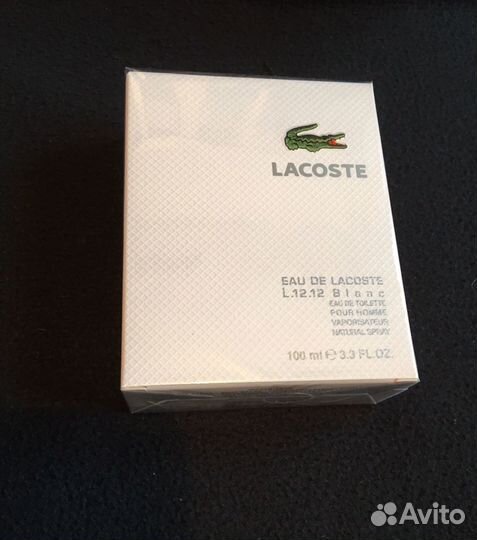 LACOSTE
EAU DE LACOSTE
L.12.12 Blanc
EAU DE TOILETTE
POUR HOMME
VAPORISATEUR
NATURAL SPRAY
100 ml ℮ 3.3 FL.OZ.
Avito